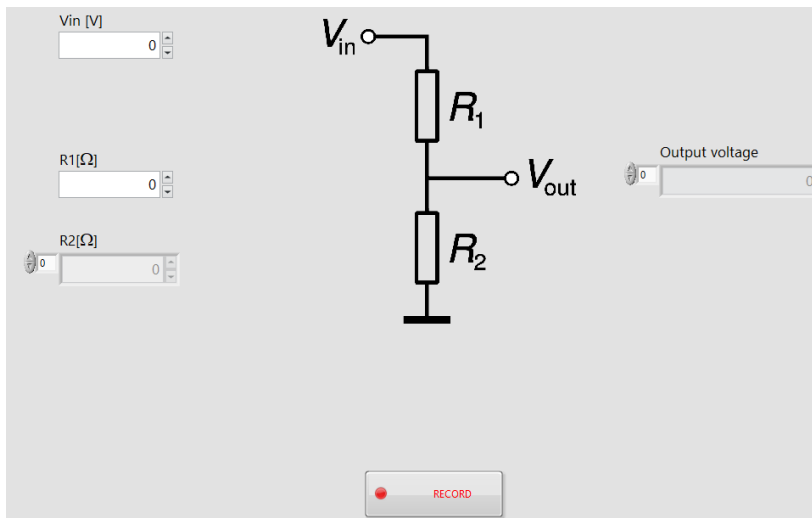 Vin [V]
0
R1[Ω]
0
R2[Ω]
0
0
Vin
R1
Vout
R2
Output voltage
0
0
RECORD